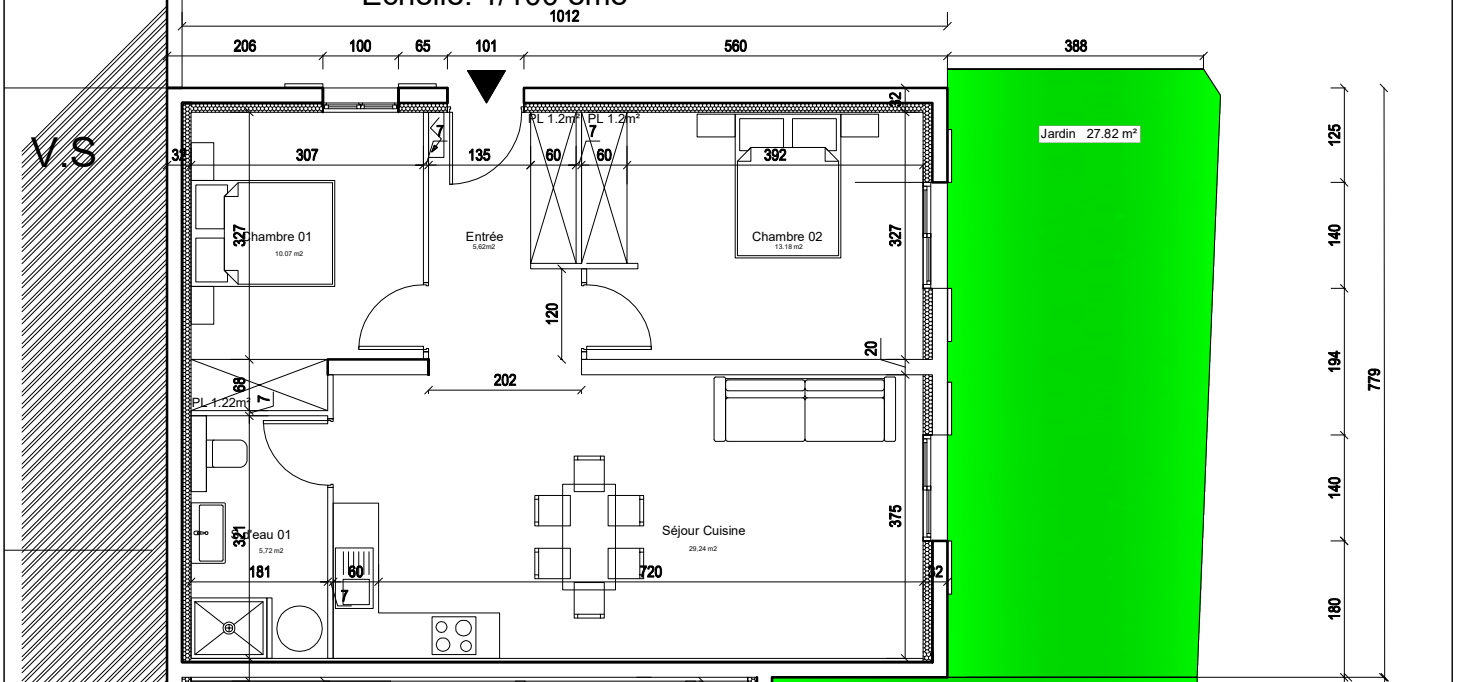 Echelle: 1/100 ème
1012
206 100 65 101 560 388
32
V.S
PL 1.2m² PL 1.2m²
7 7
Jardin 27.82 m²
125
32 307 135 60 60 392
Chambre 01
10.07 m2
327
Entrée
5,62m2
Chambre 02
13.18 m2
327
140
120
20
194
779
68
202
PL 1.22m²
7
140
375
321
S d'eau 01
5,72 m2
Séjour Cuisine
29,24 m2
181 60 720 32
7
180